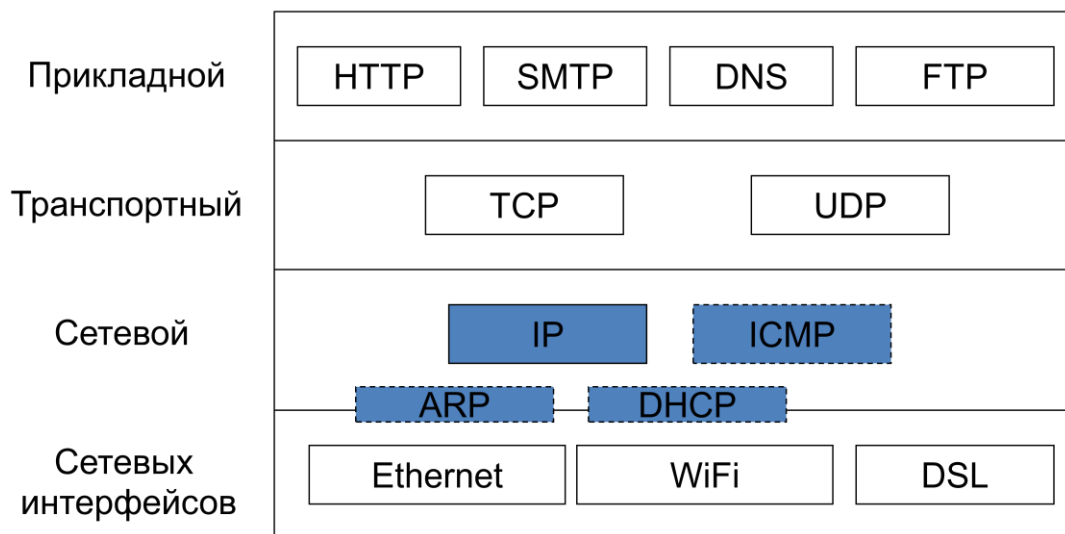 Прикладной
HTTP SMTP DNS FTP
Транспортный
TCP UDP
Сетевой
IP ICMP
ARP DHCP
Сетевых
интерфейсов
Ethernet WiFi DSL